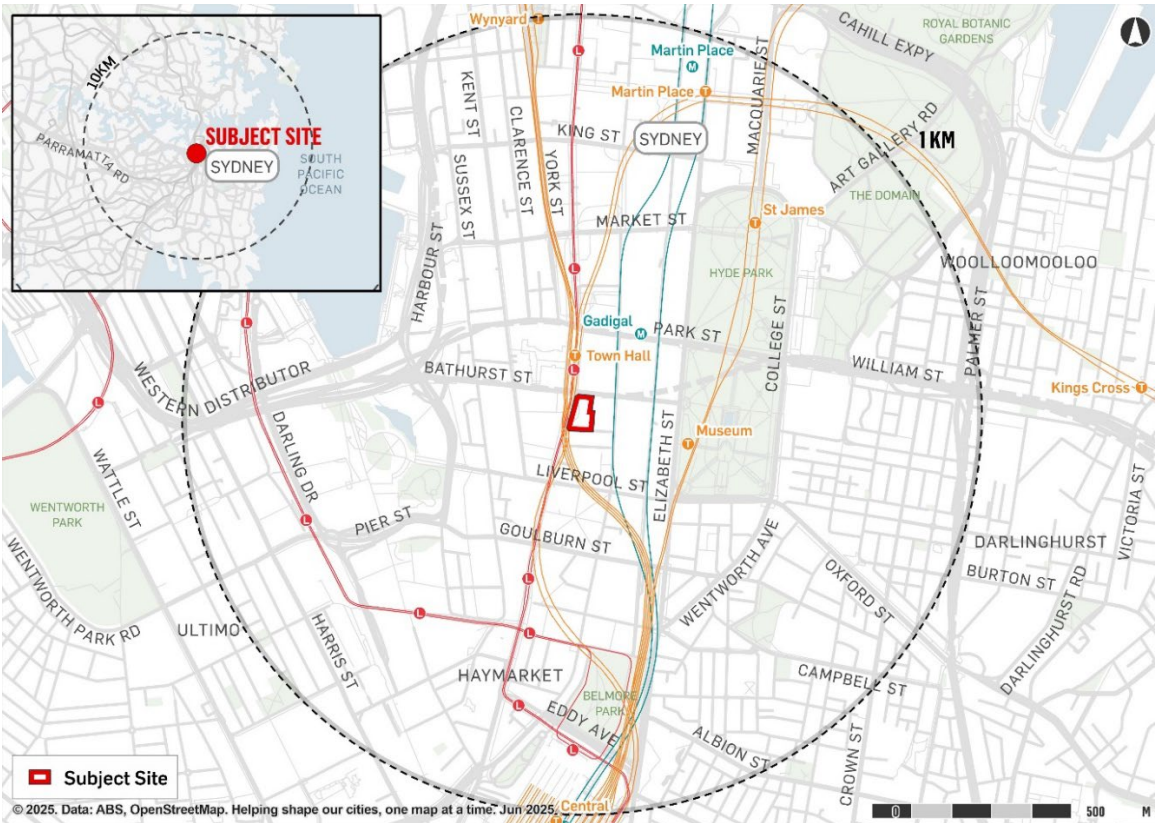 10KM
SUBJECT SITE
SYDNEY
PARRAMATTA RD
SOUTH
PACIFIC
OCEAN
Wynyard
L
Martin Place
M
Martin Place
T
MACQUARIE ST
CAHILL EXPY
ROYAL BOTANIC
GARDENS
KENT ST
CLARENCE ST
YORK ST
KING ST
SYDNEY
ART GALLERY RD
1 KM
SUSSEX ST
THE DOMAIN
HARBOUR ST
MARKET ST
St James
T
L
HYDE PARK
WOOLLOOMOOLOO
Gadigal
M
PARK ST
COLLEGE ST
PALMER ST
L
T
Town Hall
L
WESTERN DISTRIBUTOR
BATHURST ST
WILLIAM ST
Kings Cross
T
L
DARLING DR
ELIZABETH ST
T
Museum
WATTLE ST
LIVERPOOL ST
VICTORIA ST
WENTWORTH
PARK
L
PIER ST
GOULBURN ST
WENTWORTH AVE
DARLINGHURST
OXFORD ST
BURTON ST
WENTWORTH PARK RD
L
L
L
DARLINGHURST RD
ULTIMO
HARRIS ST
HAYMARKET
CAMPBELL ST
BELMORE
PARK
L
EDDY AVE
L
ALBION ST
CROWN ST
Subject Site
© 2025. Data: ABS, OpenStreetMap. Helping shape our cities, one map at a time. Jun 2025.
Central
T
0 500 M